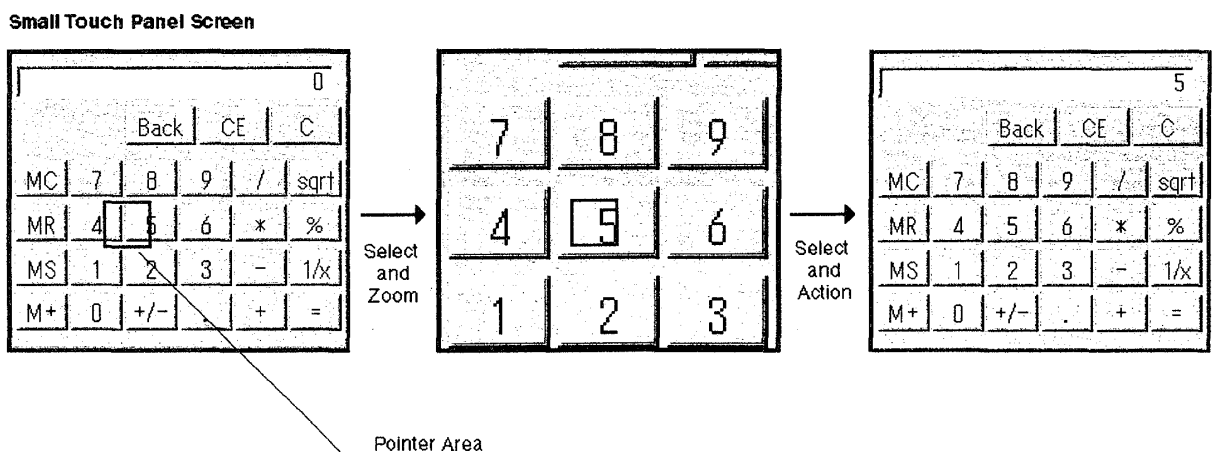 Small Touch Panel Screen
0
Back CE C
MC 7 8 9 / sqrt
MR 4 5 6 * %
MS 1 2 3 - 1/x
M+ 0 +/- . + =
Select
and
Zoom
7 8 9
4 5 6
1 2 3
Select
and
Action
5
Back CE C
MC 7 8 9 / sqrt
MR 4 5 6 * %
MS 1 2 3 - 1/x
M+ 0 +/- . + =
Pointer Area